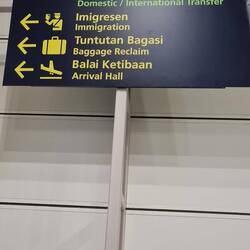 Domestic / International Transfer
Imigresen
Immigration
Tuntutan Bagasi
Baggage Reclaim
Balai Ketibaan
Arrival Hall